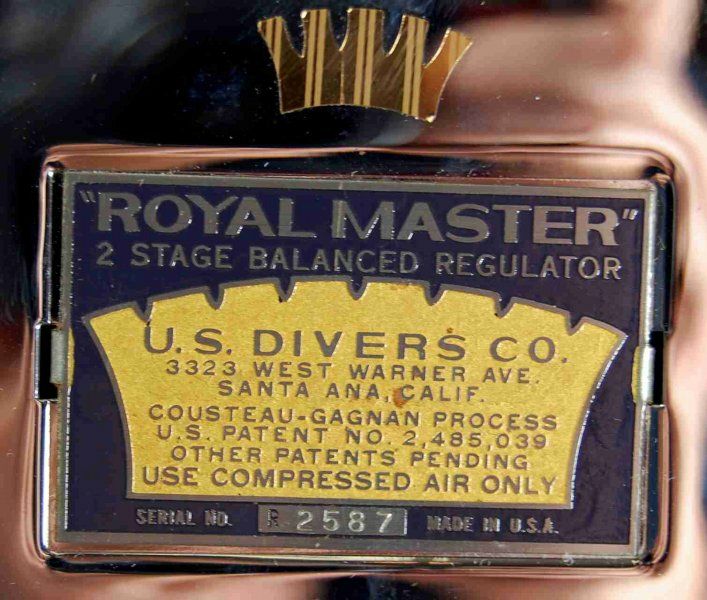 "ROYAL MASTER"
2 STAGE BALANCED REGULATOR
U.S. DIVERS CO.
3323 WEST WARNER AVE.
SANTA ANA, CALIF.
COUSTEAU-GAGNAN PROCESS
U.S. PATENT NO. 2,485,039
OTHER PATENTS PENDING
USE COMPRESSED AIR ONLY
SERIAL NO. R 2587 MADE IN U.S.A.